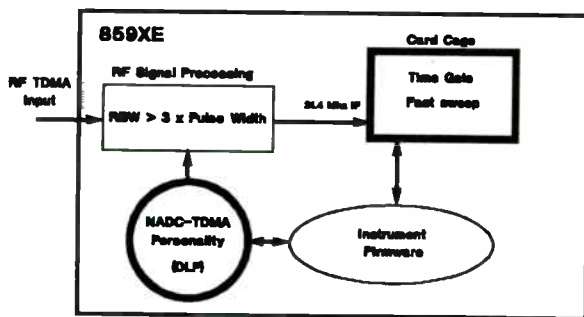 859XE
Card Cage
RF TDMA
Input
RF Signal Processing
RBW > 3 x Pulse Width
21.4 Mhz IF
Time Gate
Fast sweep
NADC-TDMA
Personality
(DLP)
Instrument
Firmware